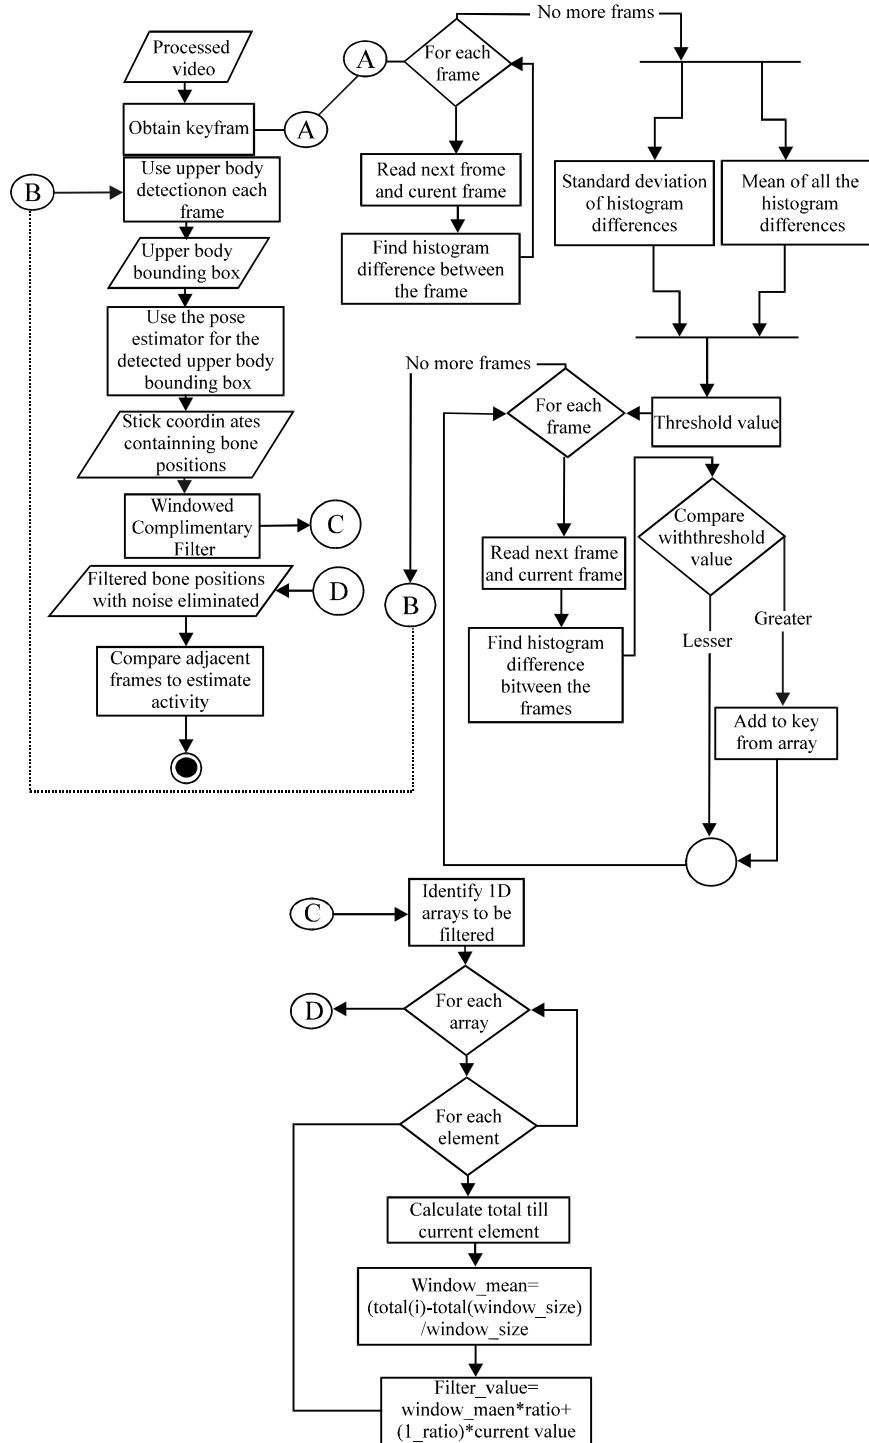 Processed
video
Obtain keyfram
A
A
For each
frame
No more frams
Read next frome
and curent frame
Find histogram
difference between
the frame
Standard deviation
of histogram
differences
Mean of all the
histogram
differences
B
Use upper body
detectionon each
frame
Upper body
bounding box
Use the pose
estimator for the
detected upper body
bounding box
Stick coordin ates
containning bone
positions
Windowed
Complimentary
Filter
C
Filtered bone positions
with noise eliminated
D
Compare adjacent
frames to estimate
activity
No more frames
B
For each
frame
Threshold value
Read next frame
and current frame
Find histogram
difference
bitween the
frames
Compare
withthreshold
value
Lesser
Greater
Add to key
from array
C
Identify 1D
arrays to be
filtered
D
For each
array
For each
element
Calculate total till
current element
Window_mean=
(total(i)-total(window_size)
/window_size
Filter_value=
window_maen*ratio+
(1_ratio)*current value